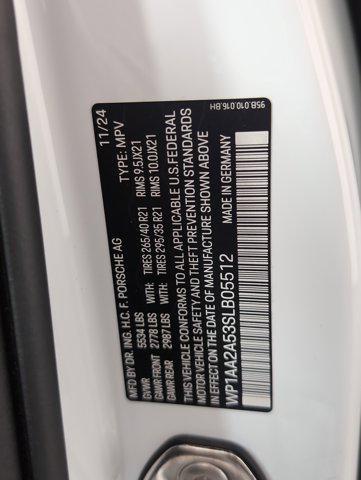 95B.010.016.BH
MFD BY DR. ING. H.C. F. PORSCHE AG 11/24
GVWR 5534 LBS TYPE: MPV
GAWR FRONT 2778 LBS WITH: TIRES 265/40 R21 RIMS 9.5JX21
GAWR REAR 2987 LBS WITH: TIRES 295/35 R21 RIMS 10.0JX21
THIS VEHICLE CONFORMS TO ALL APPLICABLE U.S. FEDERAL
MOTOR VEHICLE SAFETY AND THEFT PREVENTION STANDARDS
IN EFFECT ON THE DATE OF MANUFACTURE SHOWN ABOVE
WP1AA2A53SLB05512 MADE IN GERMANY